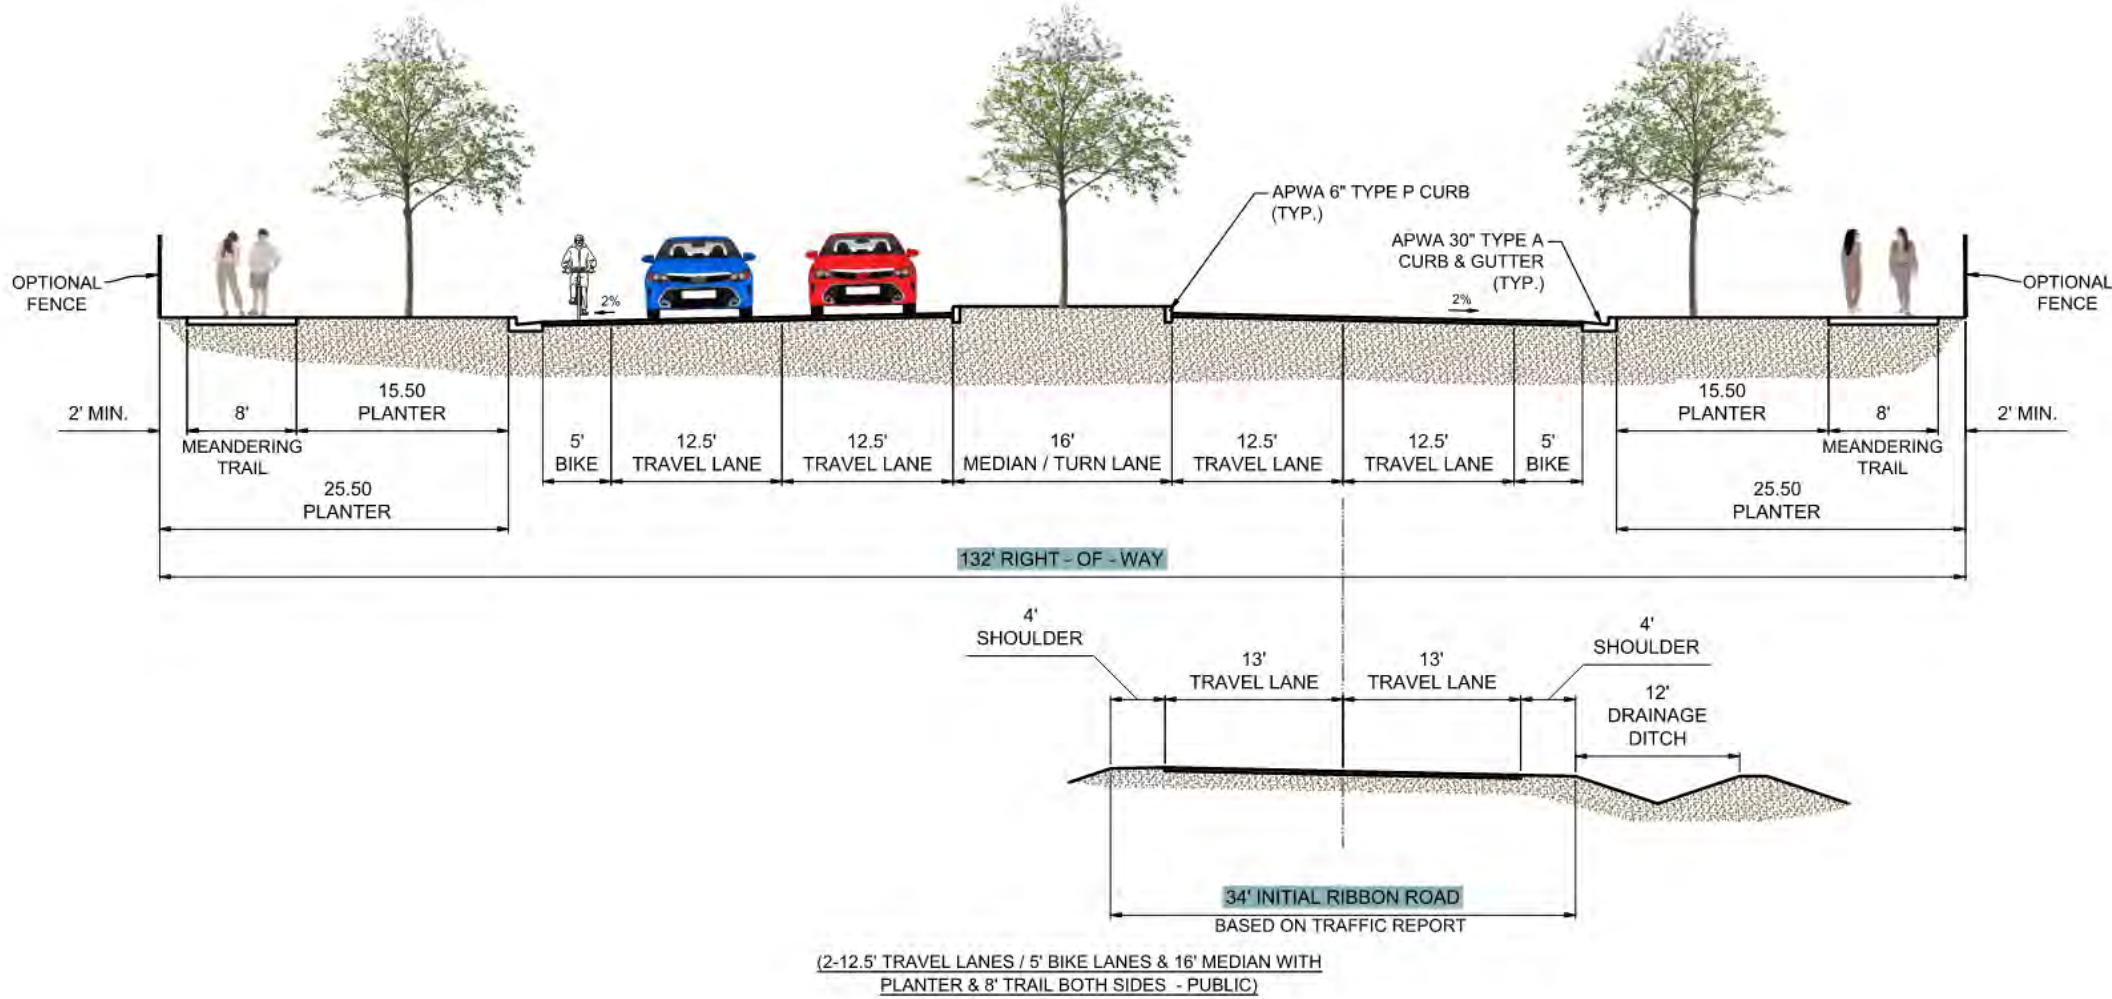 APWA 6" TYPE P CURB
(TYP.)
APWA 30" TYPE A
CURB & GUTTER
(TYP.)
OPTIONAL
FENCE
2%
2%
OPTIONAL
FENCE
2' MIN.
8'
MEANDERING
TRAIL
15.50
PLANTER
5'
BIKE
12.5'
TRAVEL LANE
12.5'
TRAVEL LANE
16'
MEDIAN / TURN LANE
12.5'
TRAVEL LANE
12.5'
TRAVEL LANE
5'
BIKE
15.50
PLANTER
8'
MEANDERING
TRAIL
2' MIN.
25.50
PLANTER
25.50
PLANTER
132' RIGHT - OF - WAY
4'
SHOULDER
13'
TRAVEL LANE
13'
TRAVEL LANE
4'
SHOULDER
12'
DRAINAGE
DITCH
34' INITIAL RIBBON ROAD
BASED ON TRAFFIC REPORT
(2-12.5' TRAVEL LANES / 5' BIKE LANES & 16' MEDIAN WITH
PLANTER & 8' TRAIL BOTH SIDES - PUBLIC)